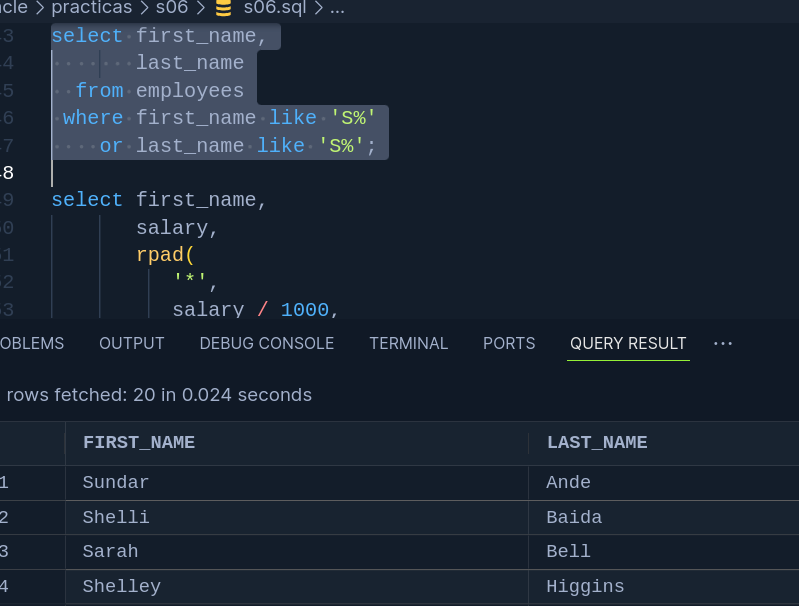 cle > practicas > s06 > s06.sql > ...
3 select first_name,
4 last_name
5 from employees
6 where first_name like 'S%'
7 or last_name like 'S%';
8
9 select first_name,
0 salary,
1 rpad(
2 '*',
3 salary / 1000,
OBLEMS OUTPUT DEBUG CONSOLE TERMINAL PORTS QUERY RESULT ...
rows fetched: 20 in 0.024 seconds
FIRST_NAME LAST_NAME
1 Sundar Ande
2 Shelli Baida
3 Sarah Bell
4 Shelley Higgins